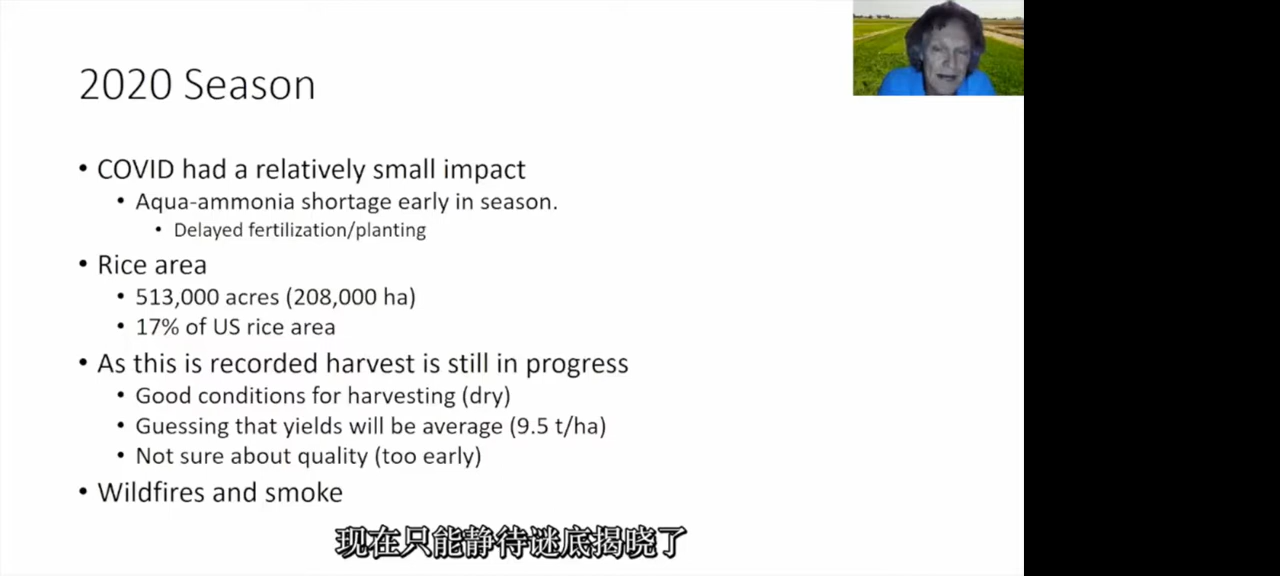 2020 Season
• COVID had a relatively small impact
• Aqua-ammonia shortage early in season.
• Delayed fertilization/planting
• Rice area
• 513,000 acres (208,000 ha)
• 17% of US rice area
• As this is recorded harvest is still in progress
• Good conditions for harvesting (dry)
• Guessing that yields will be average (9.5 t/ha)
• Not sure about quality (too early)
• Wildfires and smoke
现在只能静待谜底揭晓了